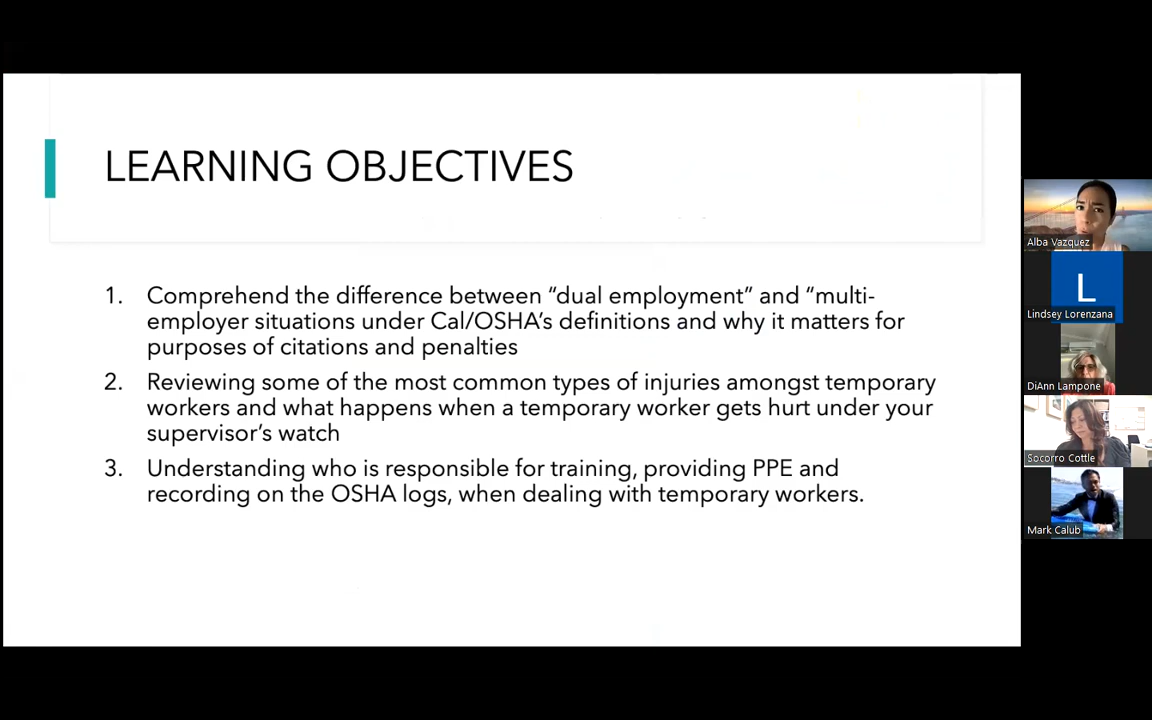 LEARNING OBJECTIVES
1. Comprehend the difference between “dual employment” and “multi-
employer situations under Cal/OSHA’s definitions and why it matters for
purposes of citations and penalties
2. Reviewing some of the most common types of injuries amongst temporary
workers and what happens when a temporary worker gets hurt under your
supervisor’s watch
3. Understanding who is responsible for training, providing PPE and
recording on the OSHA logs, when dealing with temporary workers.
Alba Vazquez
L
Lindsey Lorenzana
DiAnn Lampone
Socorro Cottle
Mark Calub